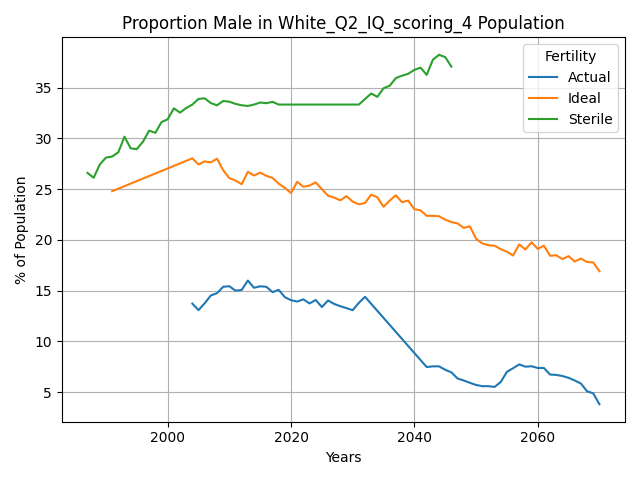 Proportion Male in White_Q2_IQ_scoring_4 Population
Fertility
Actual
Ideal
Sterile
% of Population
35
30
25
20
15
10
5
2000
2020
2040
2060
Years